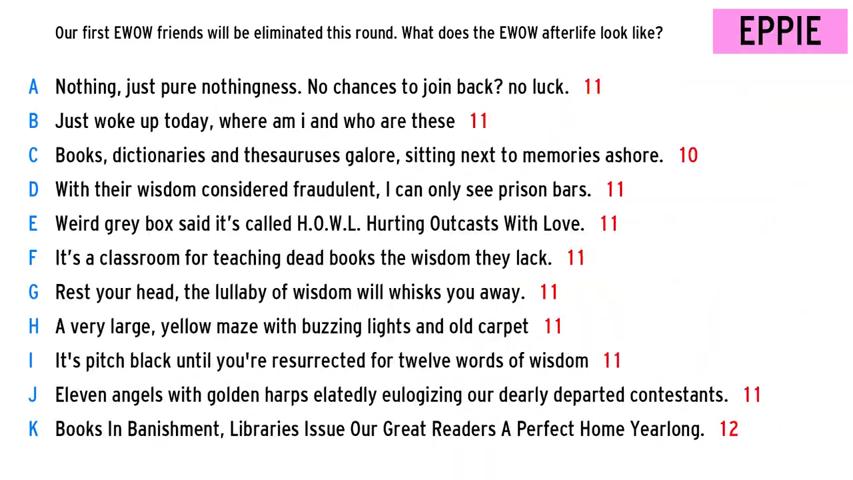 Our first EWOW friends will be eliminated this round. What does the EWOW afterlife look like?
EPPIE
A Nothing, just pure nothingness. No chances to join back? no luck. 11
B Just woke up today, where am i and who are these 11
C Books, dictionaries and thesauruses galore, sitting next to memories ashore. 10
D With their wisdom considered fraudulent, I can only see prison bars. 11
E Weird grey box said it's called H.O.W.L. Hurting Outcasts With Love. 11
F It's a classroom for teaching dead books the wisdom they lack. 11
G Rest your head, the lullaby of wisdom will whisks you away. 11
H A very large, yellow maze with buzzing lights and old carpet 11
I It's pitch black until you're resurrected for twelve words of wisdom 11
J Eleven angels with golden harps elatedly eulogizing our dearly departed contestants. 11
K Books In Banishment, Libraries Issue Our Great Readers A Perfect Home Yearlong. 12